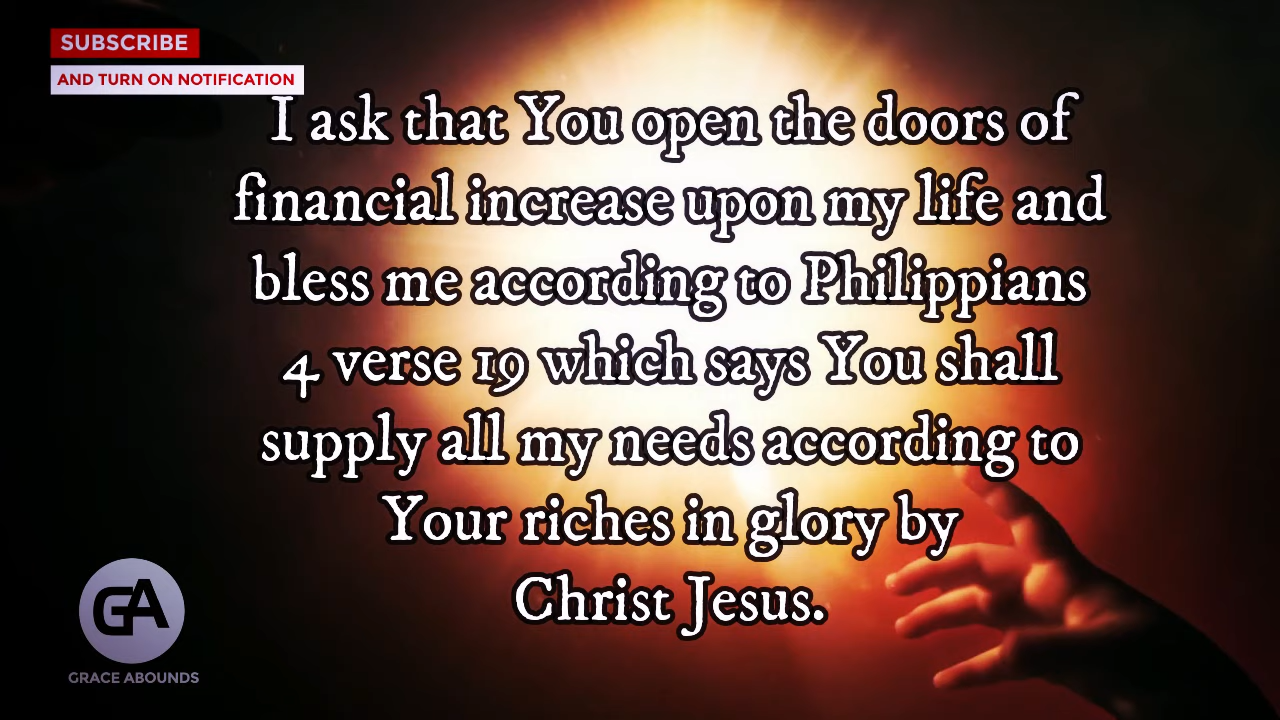 SUBSCRIBE
AND TURN ON NOTIFICATION
I ask that You open the doors of
financial increase upon my life and
bless me according to Philippians
4 verse 19 which says You shall
supply all my needs according to
Your riches in glory by
Christ Jesus.
GA
GRACE ABOUNDS